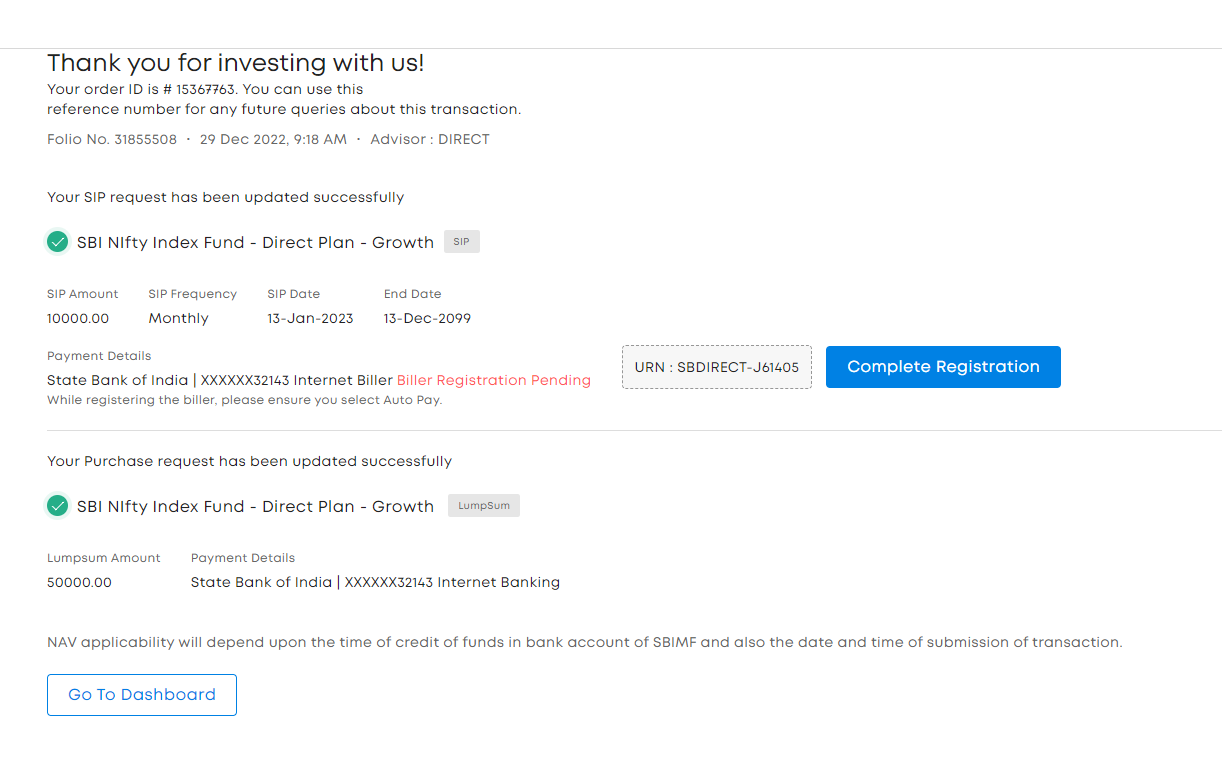 Thank you for investing with us!
Your order ID is # 15367763. You can use this
reference number for any future queries about this transaction.
Folio No. 31855508 · 29 Dec 2022, 9:18 AM · Advisor : DIRECT
Your SIP request has been updated successfully
SBI NIfty Index Fund - Direct Plan - Growth SIP
SIP Amount SIP Frequency SIP Date End Date
10000.00 Monthly 13-Jan-2023 13-Dec-2099
Payment Details
State Bank of India | XXXXXX32143 Internet Biller Biller Registration Pending
While registering the biller, please ensure you select Auto Pay.
URN : SBDIRECT-J61405 Complete Registration
Your Purchase request has been updated successfully
SBI NIfty Index Fund - Direct Plan - Growth LumpSum
Lumpsum Amount Payment Details
50000.00 State Bank of India | XXXXXX32143 Internet Banking
NAV applicability will depend upon the time of credit of funds in bank account of SBIMF and also the date and time of submission of transaction.
Go To Dashboard